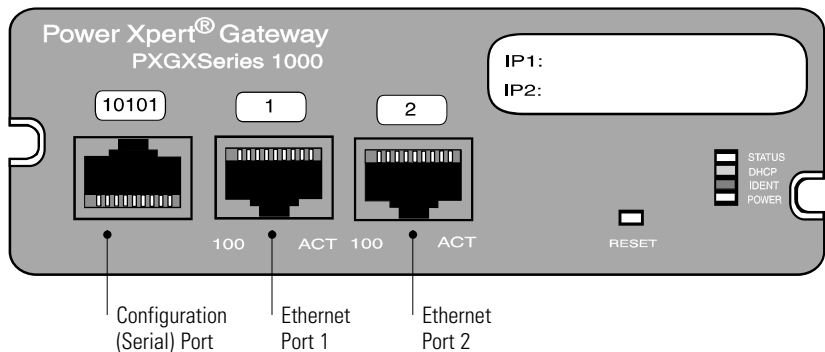 Power Xpert® Gateway
PXGXSeries 1000
IP1:
IP2:
10101
1
2
STATUS
DHCP
IDENT
POWER
100 ACT 100 ACT
RESET
Configuration
(Serial) Port
Ethernet
Port 1
Ethernet
Port 2